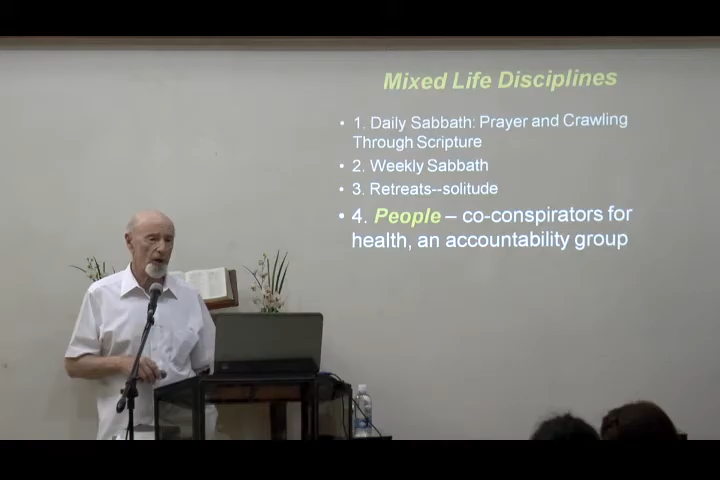 Mixed Life Disciplines
• 1. Daily Sabbath: Prayer and Crawling
Through Scripture
• 2. Weekly Sabbath
• 3. Retreats--solitude
• 4. People – co-conspirators for
health, an accountability group